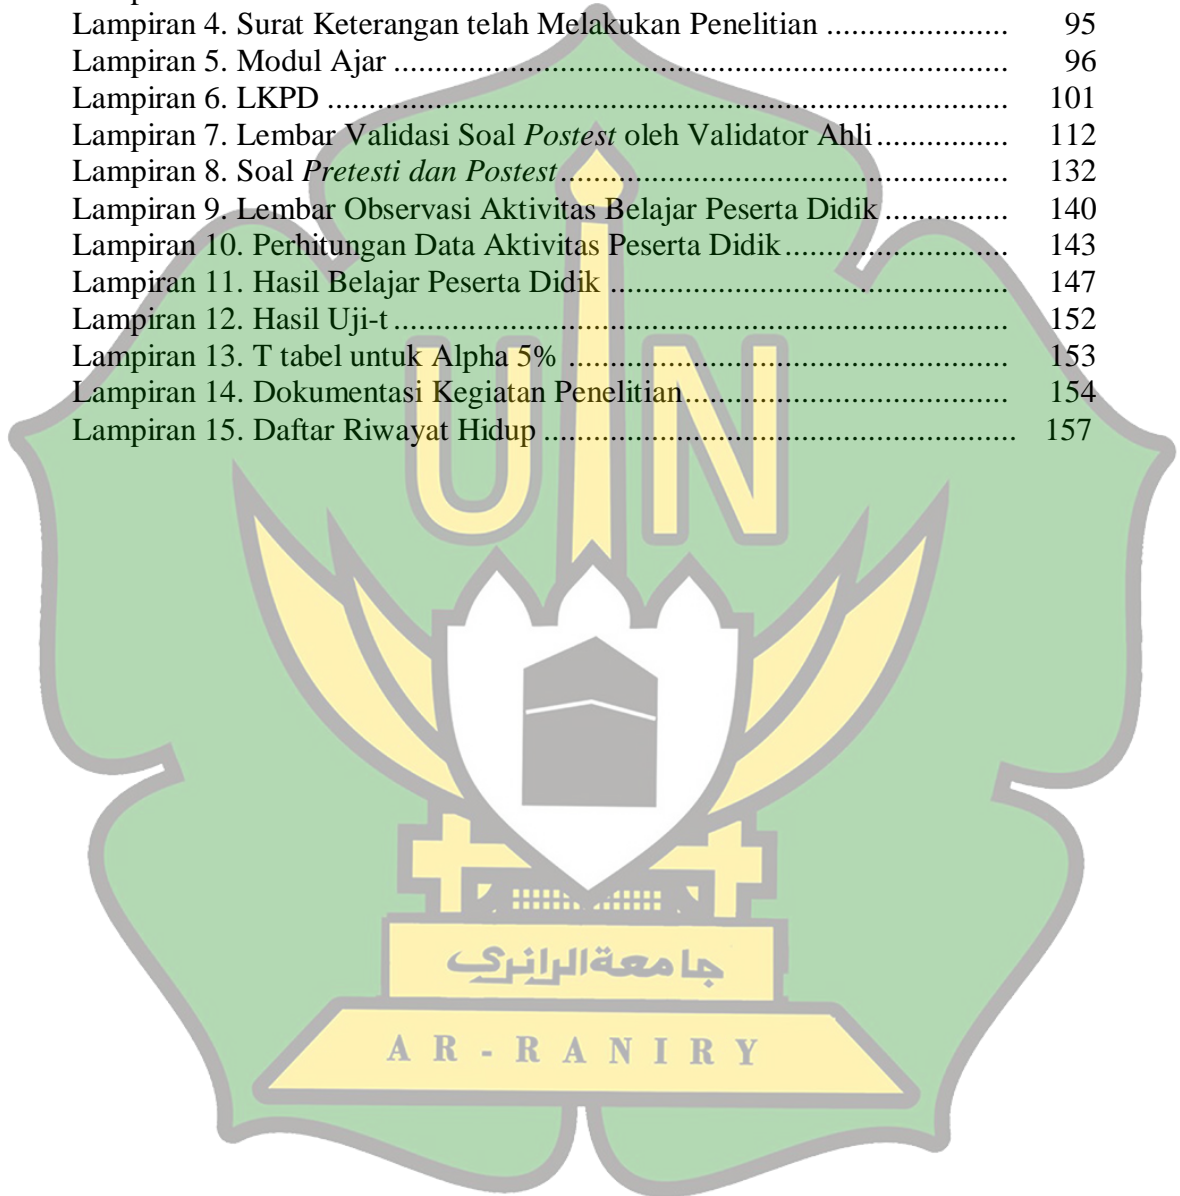 Lampiran 4. Surat Keterangan telah Melakukan Penelitian ...................... 95
Lampiran 5. Modul Ajar ........................................................................... 96
Lampiran 6. LKPD ................................................................................... 101
Lampiran 7. Lembar Validasi Soal Postest oleh Validator Ahli ................ 112
Lampiran 8. Soal Pretesti dan Postest ...................................................... 132
Lampiran 9. Lembar Observasi Aktivitas Belajar Peserta Didik ............... 140
Lampiran 10. Perhitungan Data Aktivitas Peserta Didik ........................... 143
Lampiran 11. Hasil Belajar Peserta Didik ................................................ 147
Lampiran 12. Hasil Uji-t ........................................................................... 152
Lampiran 13. T tabel untuk Alpha 5% ..................................................... 153
Lampiran 14. Dokumentasi Kegiatan Penelitian ....................................... 154
Lampiran 15. Daftar Riwayat Hidup ......................................................... 157
UIN
جامعةالرانري
AR-RANIRY